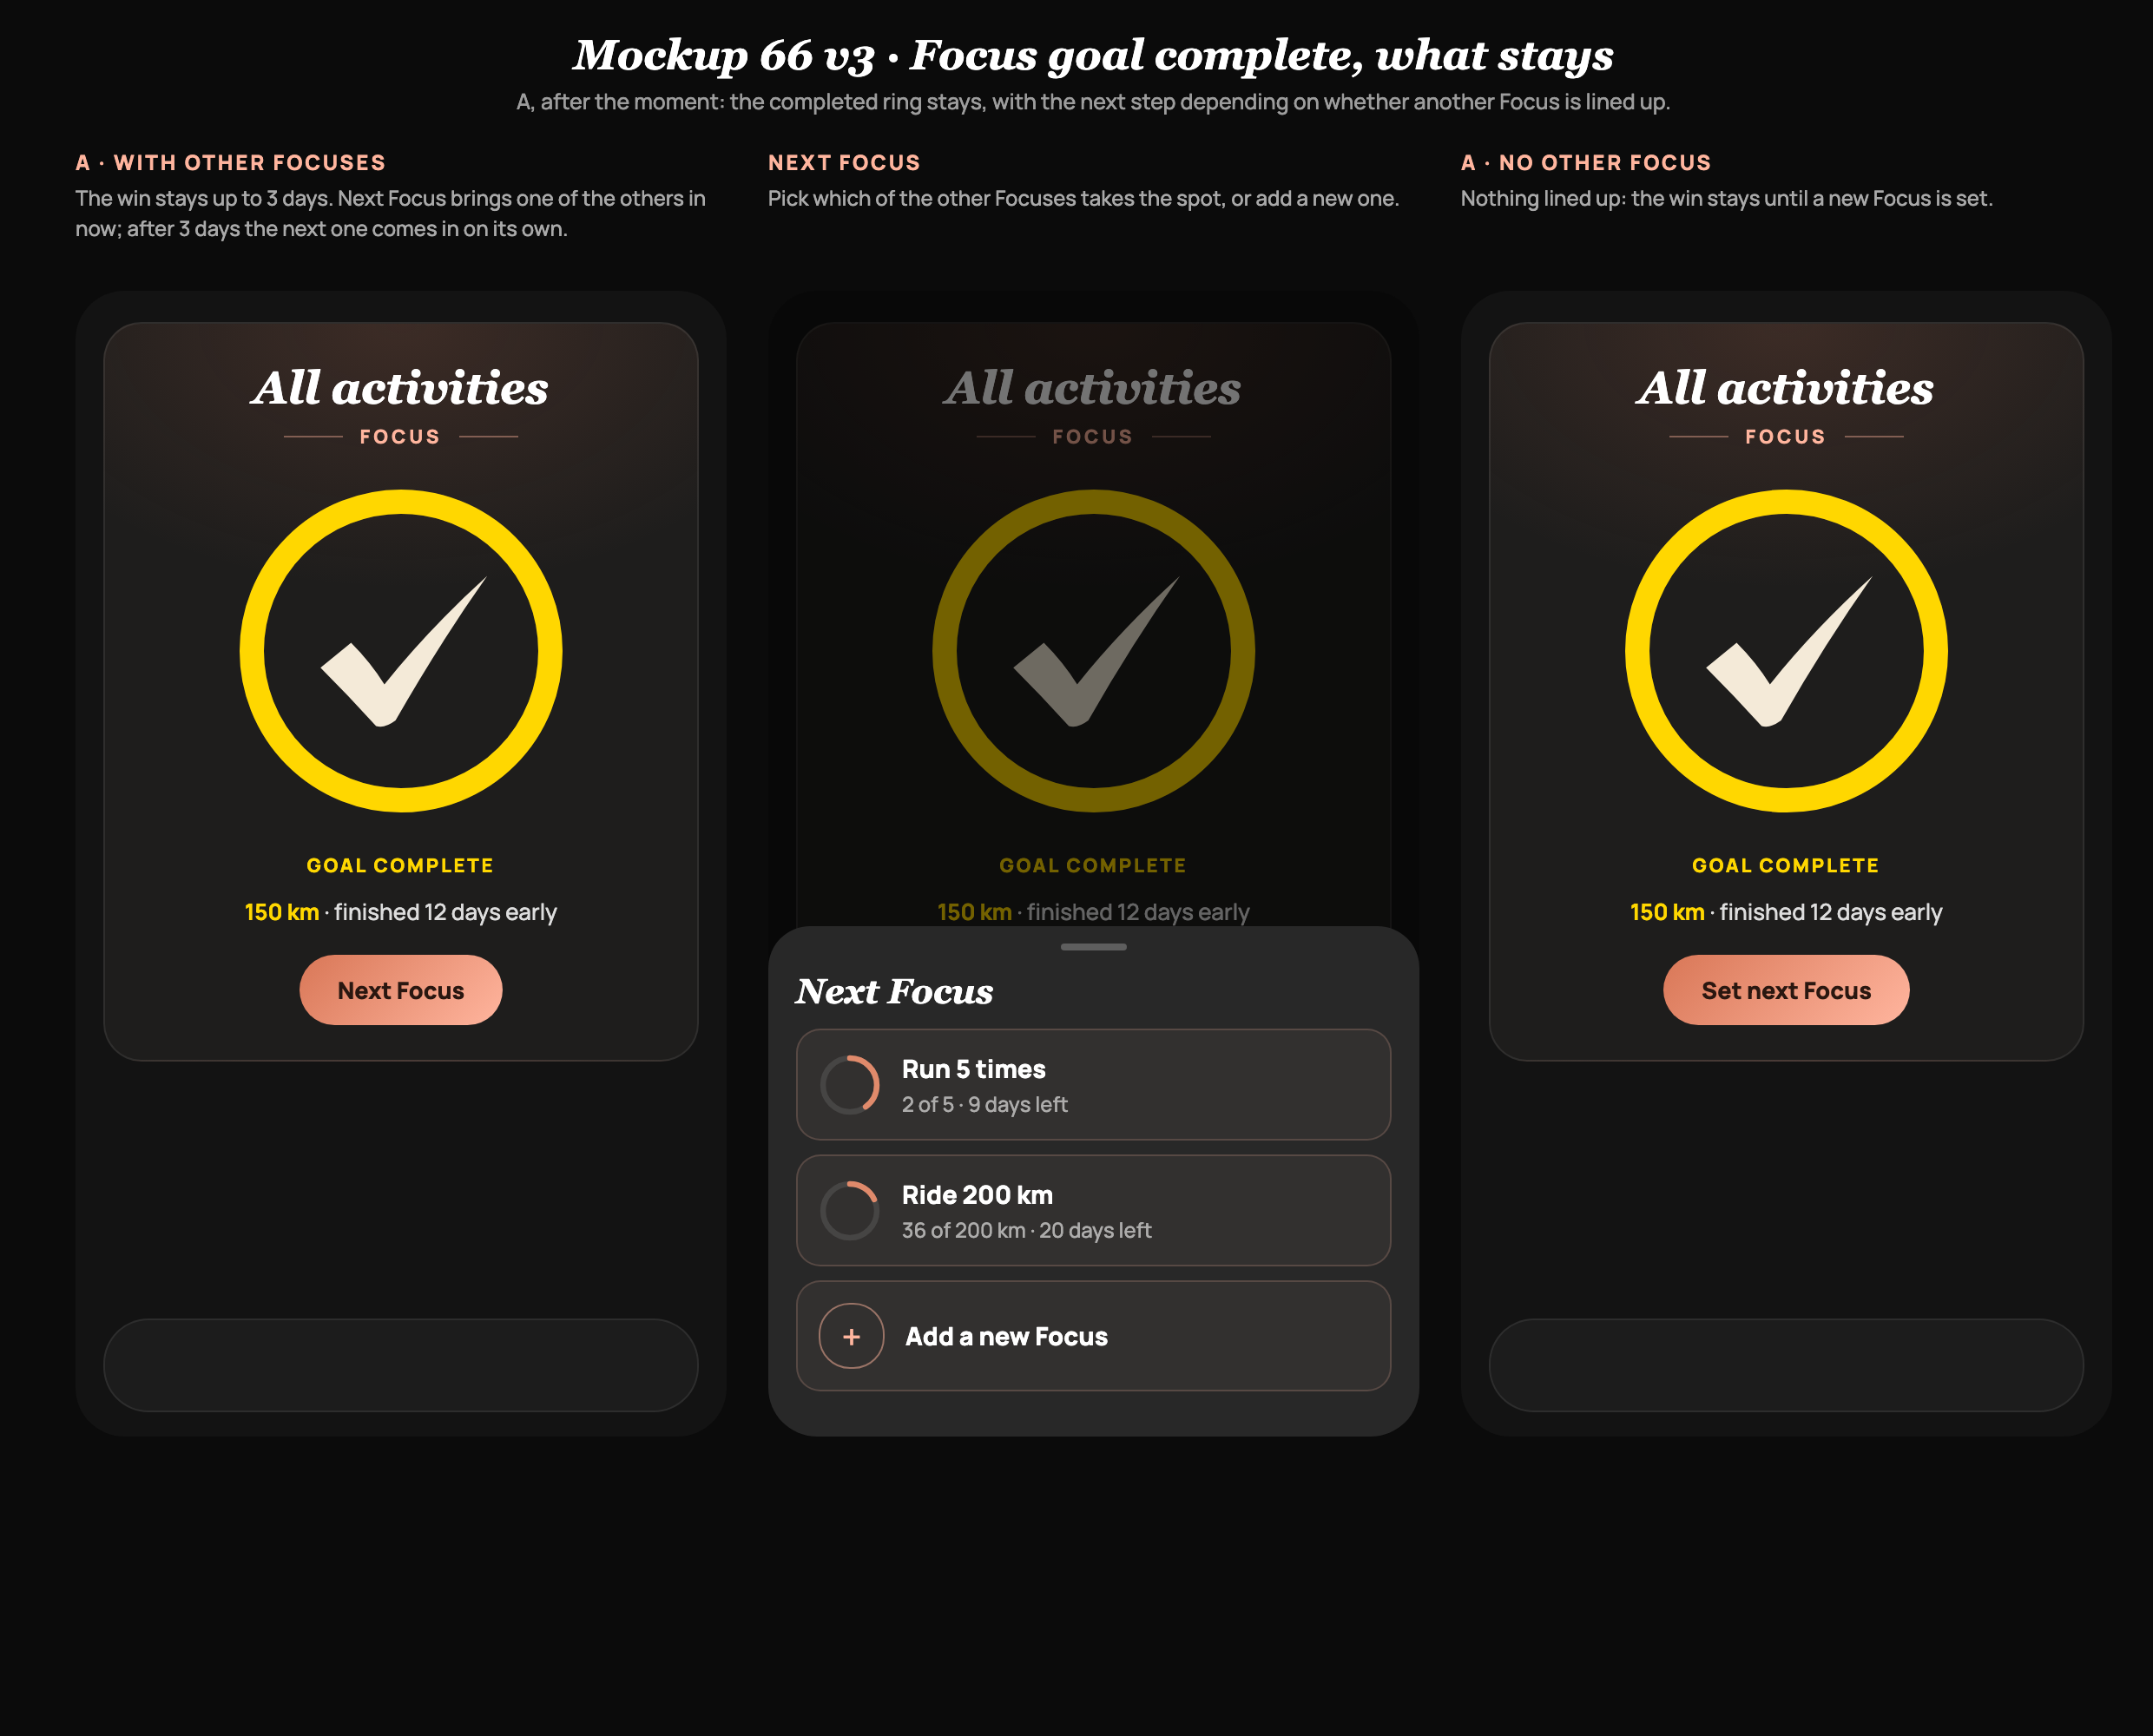 Mockup 66 v3 · Focus goal complete, what stays
A, after the moment: the completed ring stays, with the next step depending on whether another Focus is lined up.
A · WITH OTHER FOCUSES
The win stays up to 3 days. Next Focus brings one of the others in
now; after 3 days the next one comes in on its own.
All activities
FOCUS
GOAL COMPLETE
150 km · finished 12 days early
Next Focus
NEXT FOCUS
Pick which of the other Focuses takes the spot, or add a new one.
All activities
FOCUS
GOAL COMPLETE
150 km · finished 12 days early
Next Focus
Run 5 times
2 of 5 · 9 days left
Ride 200 km
36 of 200 km · 20 days left
+ Add a new Focus
A · NO OTHER FOCUS
Nothing lined up: the win stays until a new Focus is set.
All activities
FOCUS
GOAL COMPLETE
150 km · finished 12 days early
Set next Focus